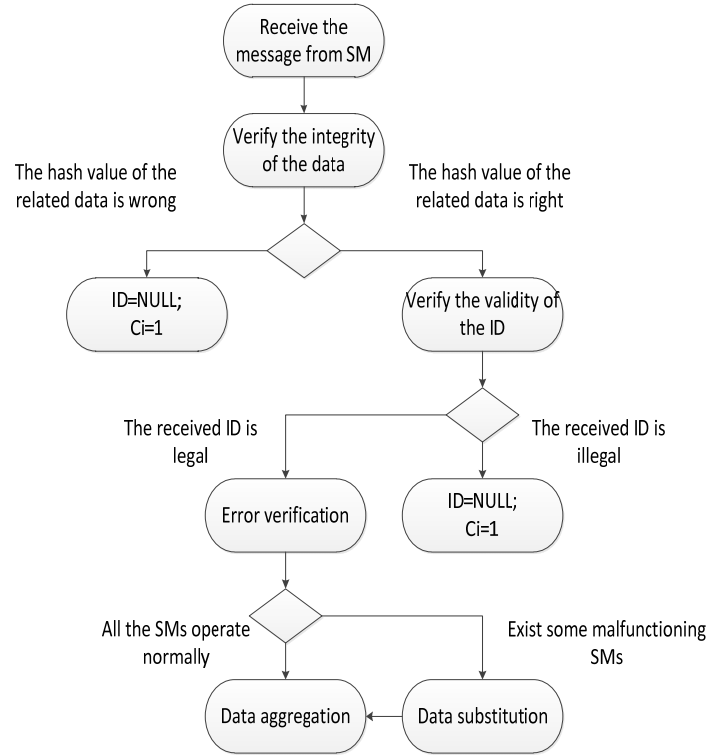 Receive the
message from SM
Verify the integrity
of the data
The hash value of the
related data is wrong
The hash value of the
related data is right
ID=NULL;
Ci=1
Verify the validity of
the ID
The received ID is
legal
The received ID is
illegal
Error verification
ID=NULL;
Ci=1
All the SMs operate
normally
Exist some malfunctioning
SMs
Data aggregation
Data substitution